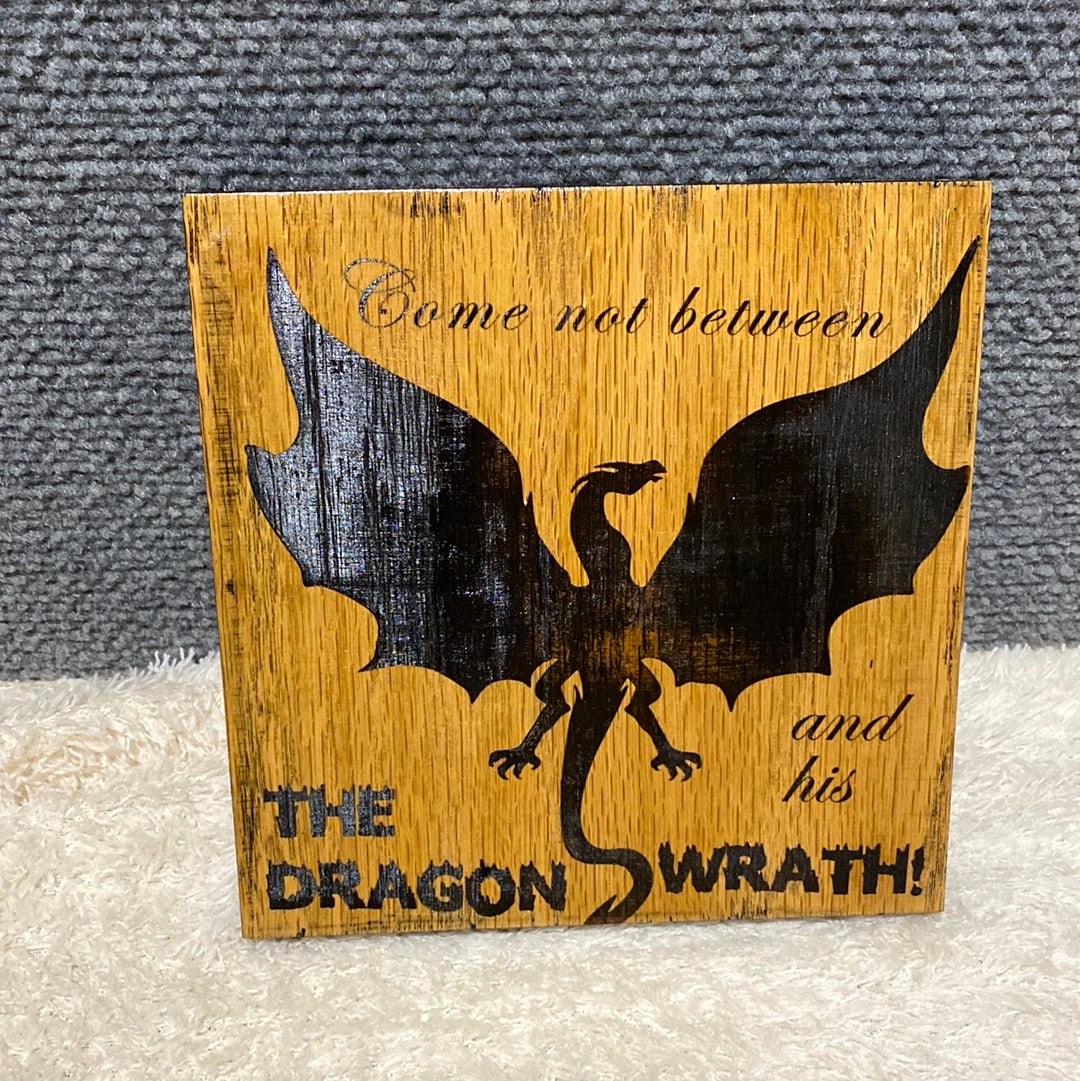 Come not between
THE
DRAGON
and
his
WRATH!